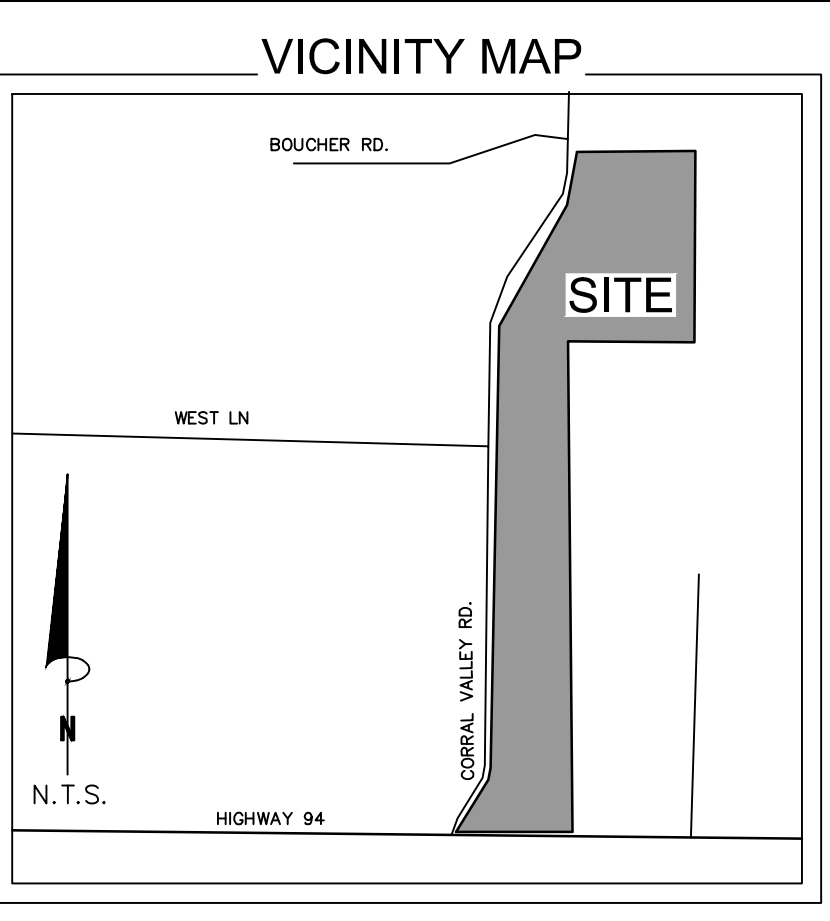 VICINITY MAP
BOUCHER RD.
SITE
WEST LN
CORRAL VALLEY RD.
N
N.T.S.
HIGHWAY 94